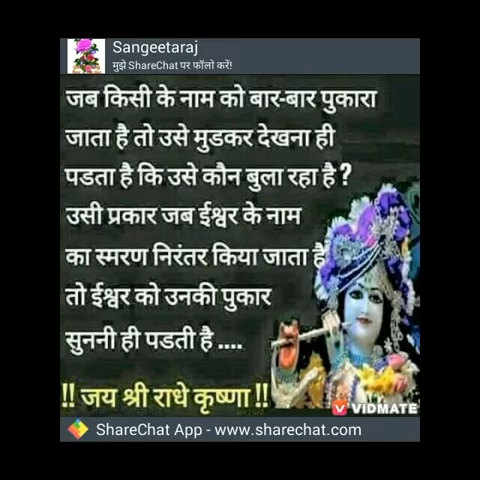 Sangeetaraj
मुझे ShareChat पर फॉलो करें!
जब किसी के नाम को बार-बार पुकारा
जाता है तो उसे मुडकर देखना ही
पडता है कि उसे कौन बुला रहा है ?
उसी प्रकार जब ईश्वर के नाम
का स्मरण निरंतर किया जाता है
तो ईश्वर को उनकी पुकार
सुननी ही पडती है ....
!! जय श्री राधे कृष्णा !!
VIDMATE
ShareChat App - www.sharechat.com